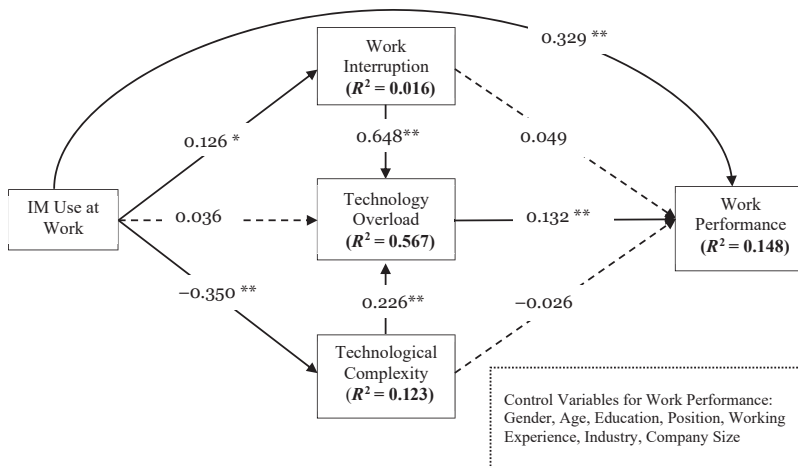 0.329 **
Work
Interruption
(R² = 0.016)
0.126 *
0.648**
0.049
IM Use at
Work
0.036
Technology
Overload
(R² = 0.567)
0.132 **
Work
Performance
(R² = 0.148)
−0.350 **
0.226**
−0.026
Technological
Complexity
(R² = 0.123)
Control Variables for Work Performance:
Gender, Age, Education, Position, Working
Experience, Industry, Company Size